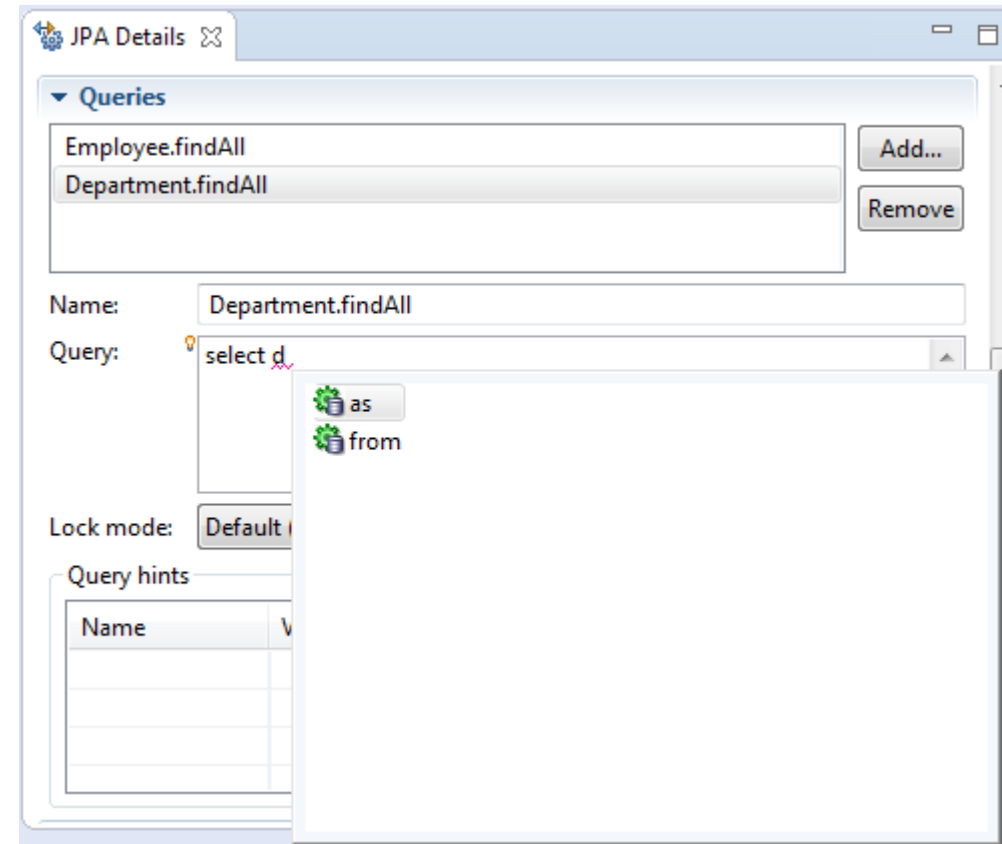 JPA Details
Queries
Employee.findAll
Add...
Department.findAll
Remove
Name: Department.findAll
Query: select d
as
from
Lock mode: Default (
Query hints
Name V